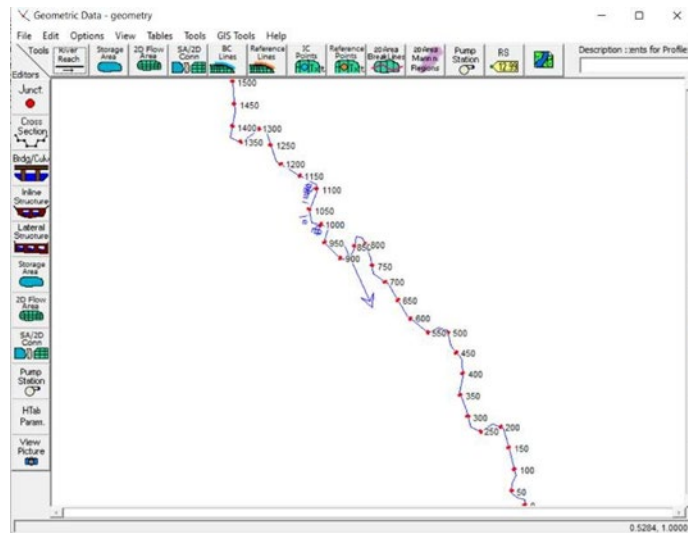 Geometric Data - geometry
File Edit Options View Tables Tools GIS Tools Help
Tools
River Reach
Storage Area
2D Flow Area
SA/2D Conn
BC Lines
Reference Lines
IC Points
Reference Points
2D Area BreakLines
2D Area Mann n Regions
Pump Station
RS
Description
Editors
Junct.
Cross Section
Brdg/Culv
Inline Structure
Lateral Structure
Storage Area
2D Flow Area
SA/2D Conn
Pump Station
HTab Param.
View Picture
1500
1450
1400
1300
1350
1250
1200
1150
1100
1050
1000
950
900
850
800
750
700
650
600
550
500
450
400
350
300
250
200
150
100
50
0
0.5284, 1.0000